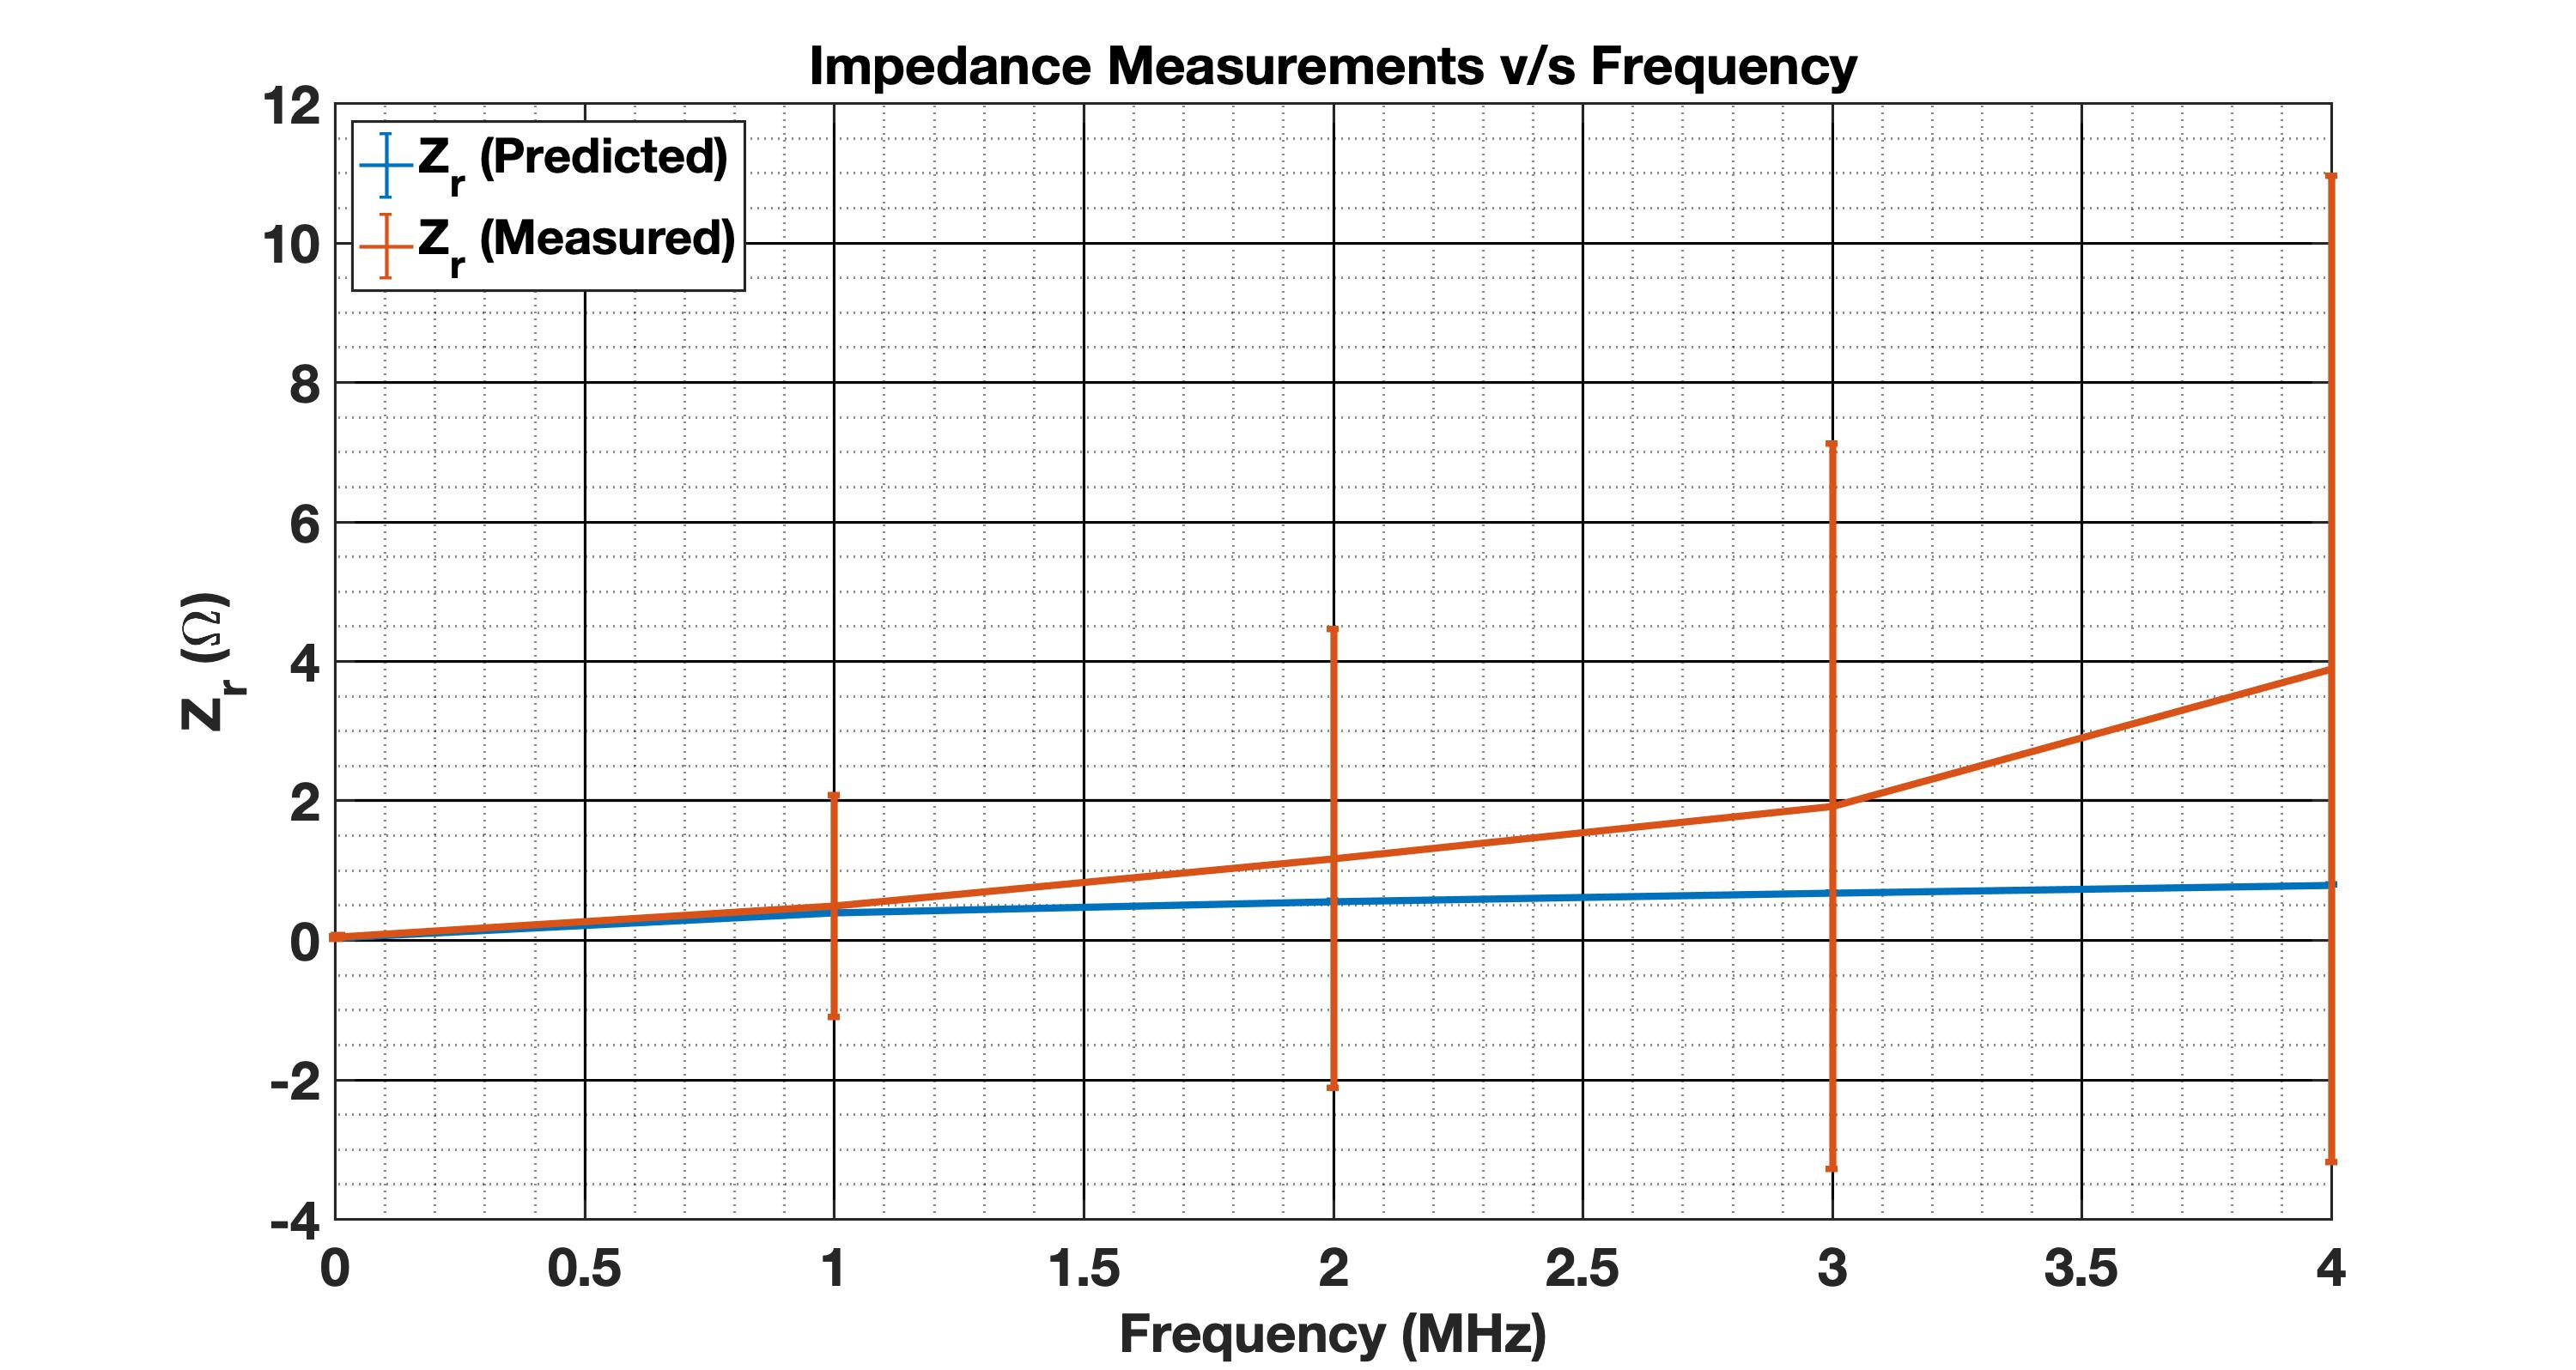 Impedance Measurements v/s Frequency
12
10
8
6
4
2
0
-2
-4
Z_r (Predicted)
Z_r (Measured)
Z_r (Ω)
0 0.5 1 1.5 2 2.5 3 3.5 4
Frequency (MHz)